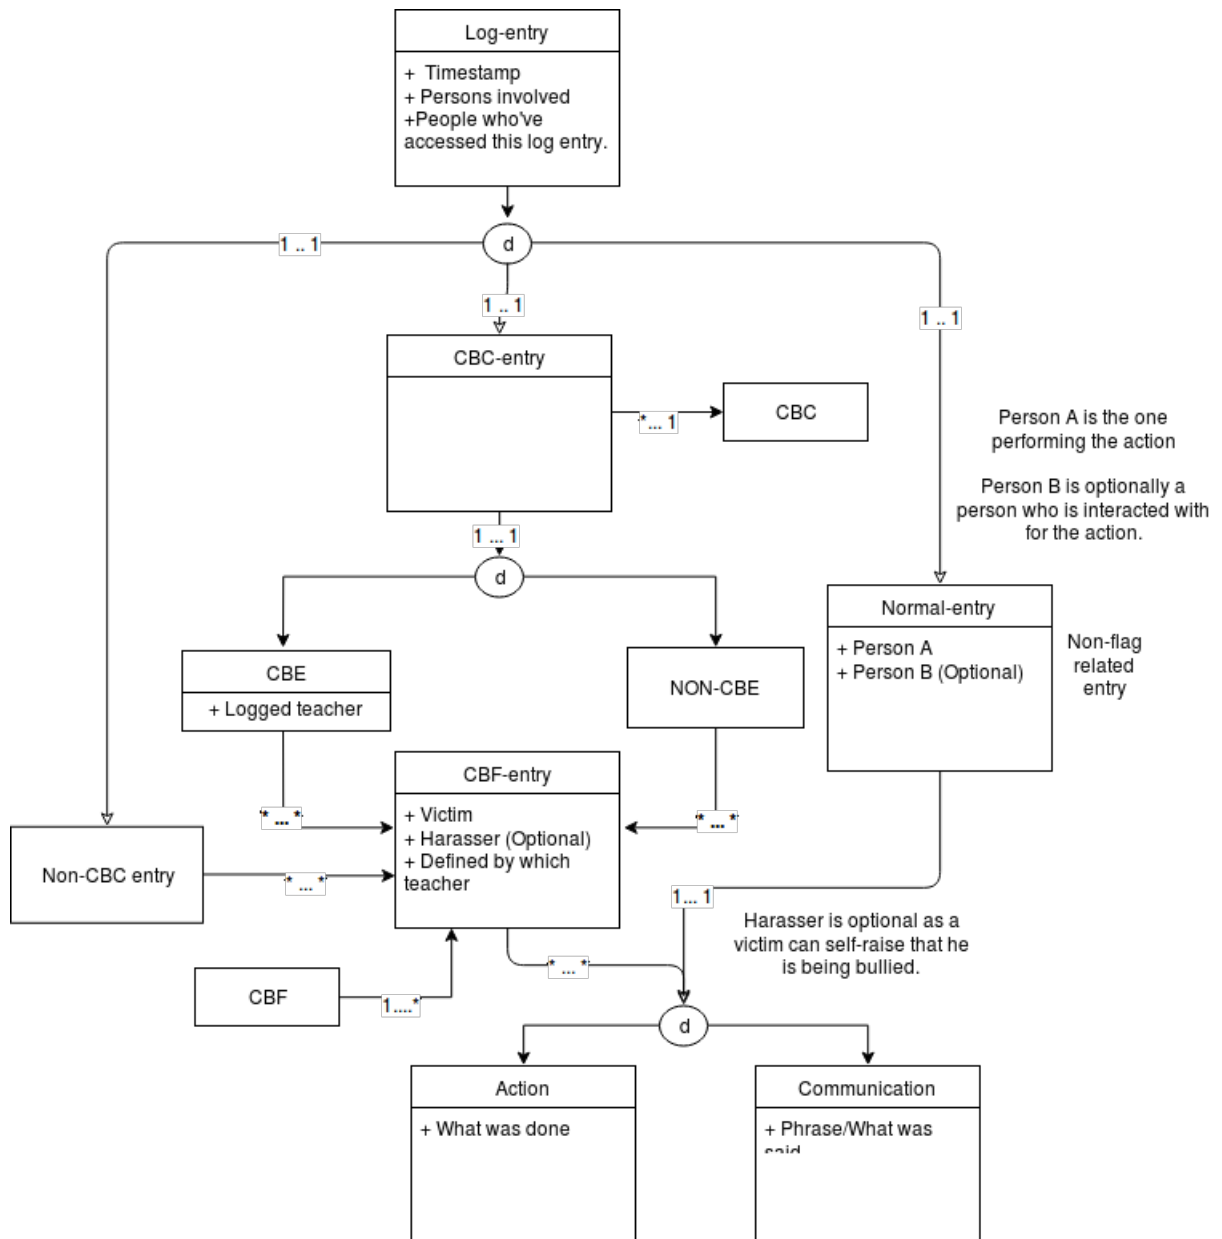 Log-entry
+ Timestamp
+ Persons involved
+People who've
accessed this log entry.
d
1 .. 1
1 .. 1
1 .. 1
CBC-entry
*... 1
CBC
Person A is the one
performing the action
Person B is optionally a
person who is interacted with
for the action.
1 ... 1
d
Normal-entry
+ Person A
+ Person B (Optional)
Non-flag
related
entry
CBE
+ Logged teacher
NON-CBE
CBF-entry
+ Victim
+ Harasser (Optional)
+ Defined by which
teacher
* ... *
* ... *
Non-CBC entry
* ... *
1... 1
Harasser is optional as a
victim can self-raise that he
is being bullied.
* ... *
CBF
1....*
d
Action
+ What was done
Communication
+ Phrase/What was
said